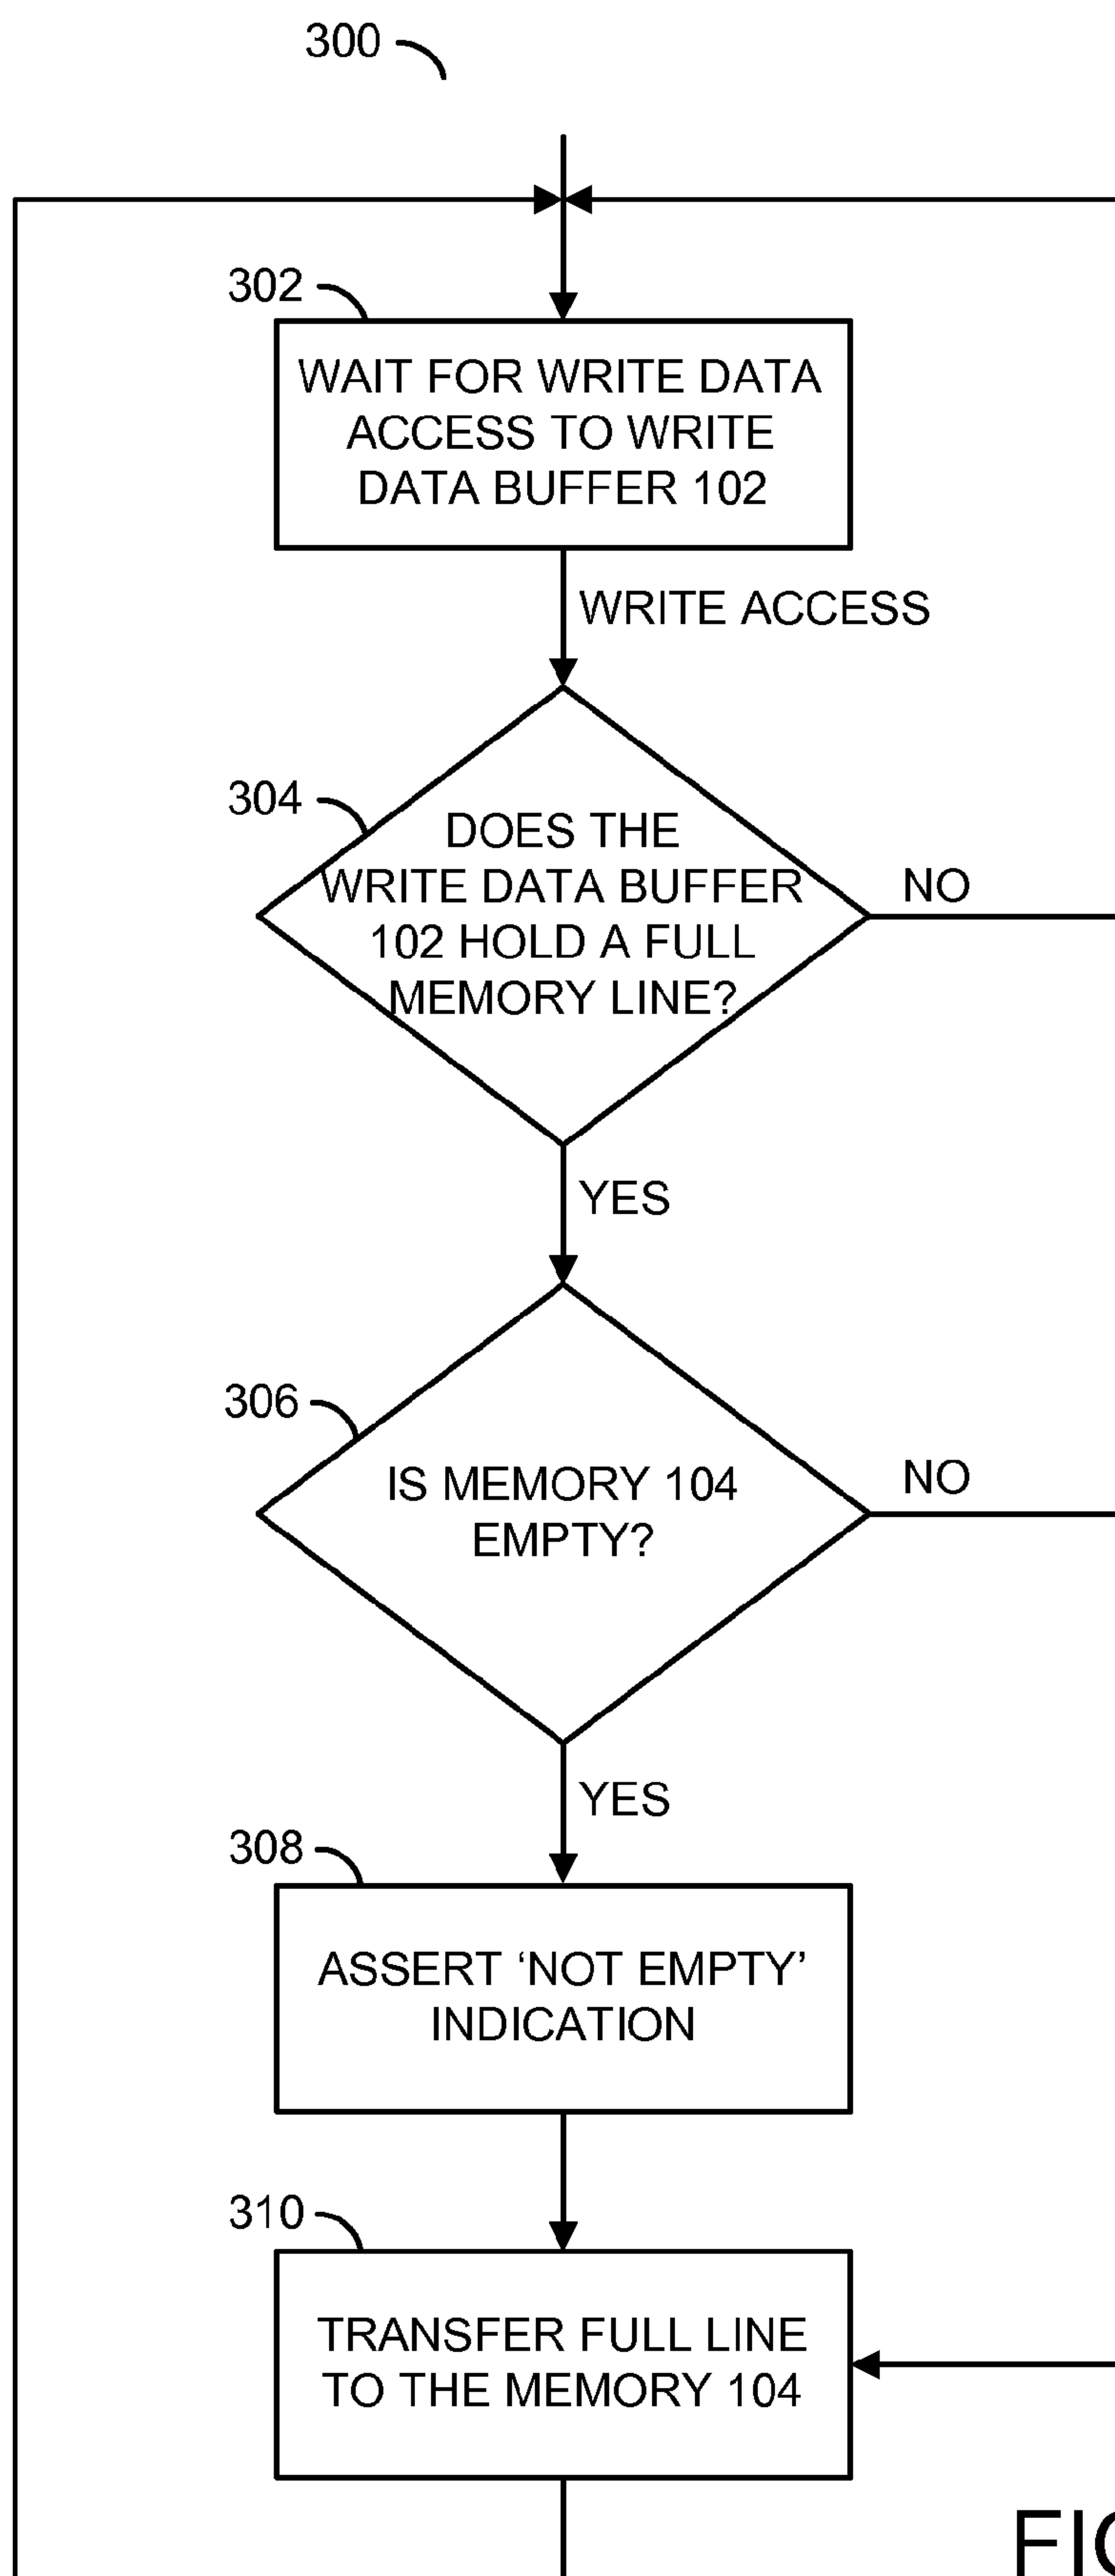 300
302
WAIT FOR WRITE DATA
ACCESS TO WRITE
DATA BUFFER 102
WRITE ACCESS
304
DOES THE
WRITE DATA BUFFER
102 HOLD A FULL
MEMORY LINE?
NO
YES
306
IS MEMORY 104
EMPTY?
NO
YES
308
ASSERT ‘NOT EMPTY’
INDICATION
310
TRANSFER FULL LINE
TO THE MEMORY 104